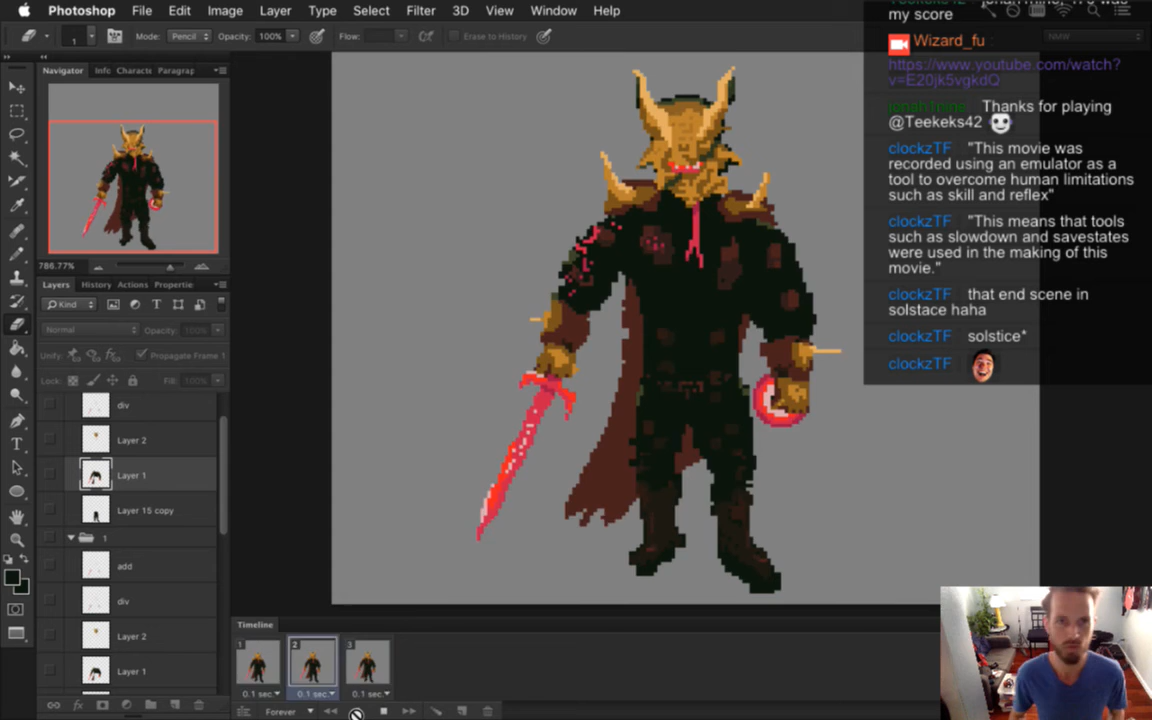 Photoshop File Edit Image Layer Type Select Filter 3D View Window Help
my score
Mode: Pencil Opacity: 100% Flow: Erase to History NMW
Wizard_fu
https://www.youtube.com/watch?
v=E20jk5vgkdQ
Navigator Info Characte Paragrap
Thanks for playing
@Teekeks42
clockzTF "This movie was
recorded using an emulator as a
tool to overcome human limitations
such as skill and reflex"
clockzTF "This means that tools
such as slowdown and savestates
were used in the making of this
movie."
786.77%
Layers History Actions Propertie
clockzTF that end scene in
solstace haha
Kind
Normal Opacity: 100%
clockzTF solstice*
Unify: Propagate Frame 1
clockzTF
Lock: Fill: 100%
div
Layer 2
Layer 1
Layer 15 copy
1
add
div
Layer 2
Layer 1
Timeline
1 2 3
0.1 sec. 0.1 sec. 0.1 sec.
Forever